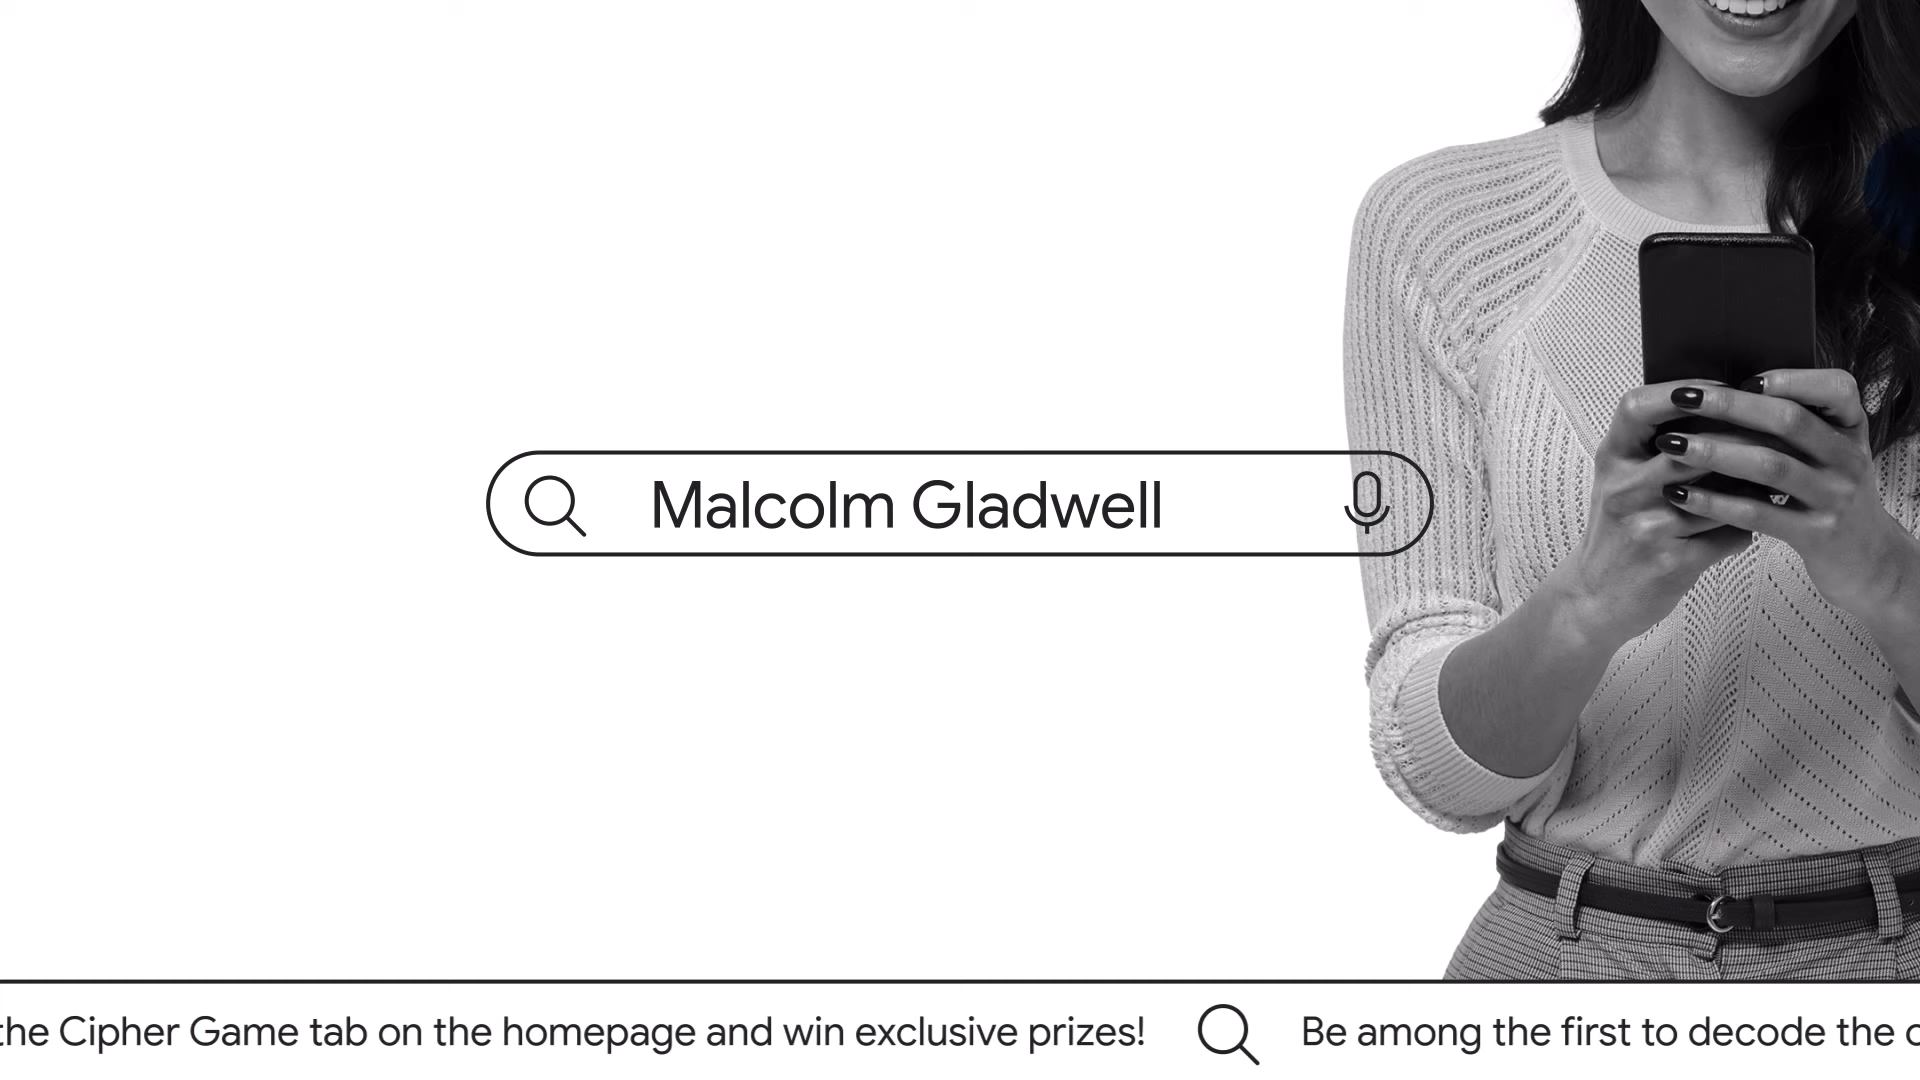 Malcolm Gladwell
the Cipher Game tab on the homepage and win exclusive prizes! Be among the first to decode the